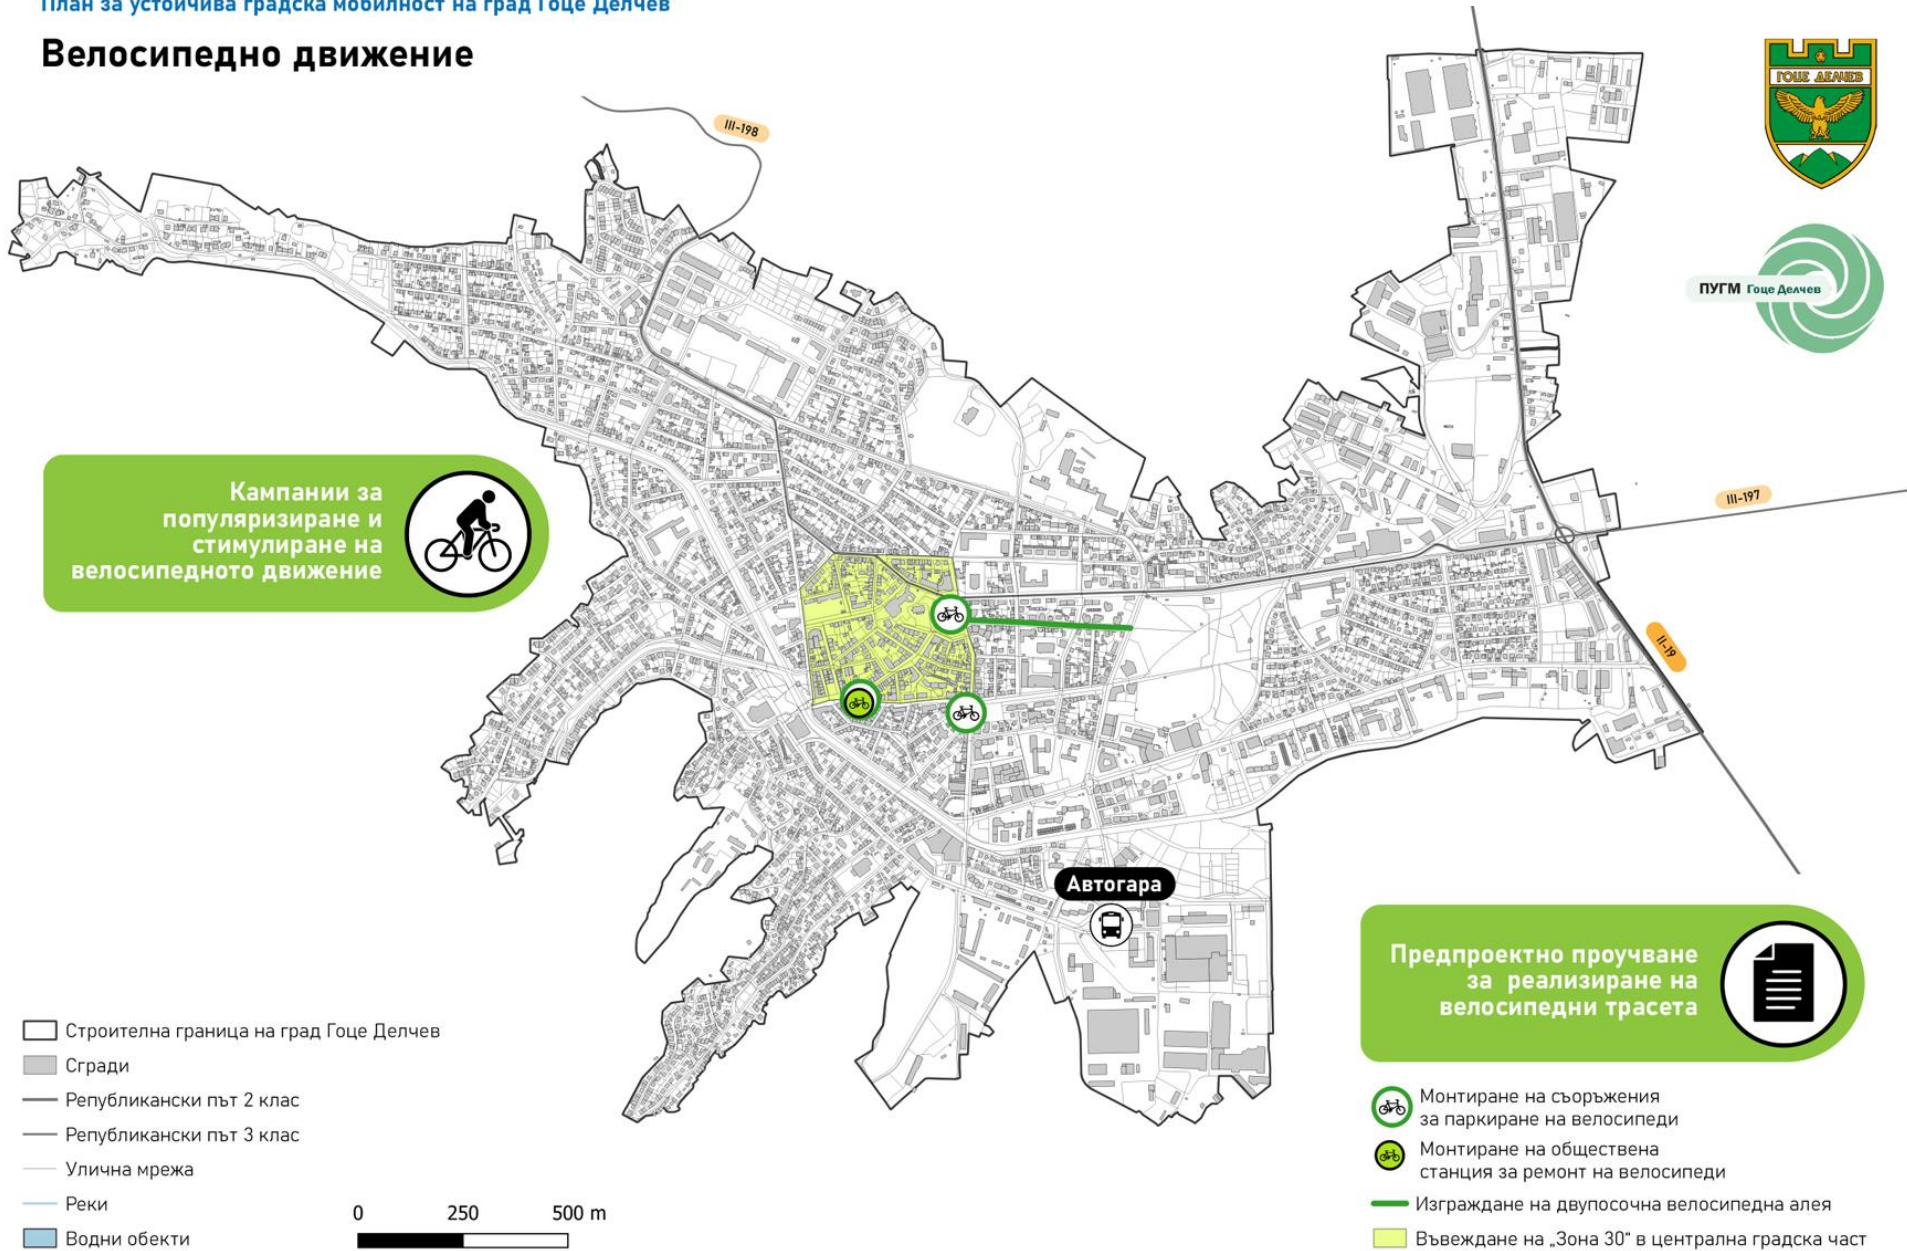 План за устойчива градска мобилност на град Гоце Делчев
Велосипедно движение
III-198
ГОЦЕ ДЕЛЧЕВ
ПУГМ Гоце Делчев
Кампании за
популяризиране и
стимулиране на
велосипедното движение
III-197
II-19
Автогара
Предпроектно проучване
за реализиране на
велосипедни трасета
Строителна граница на град Гоце Делчев
Сгради
Републикански път 2 клас
Републикански път 3 клас
Улична мрежа
Реки
Водни обекти
0 250 500 m
Монтиране на съоръжения
за паркиране на велосипеди
Монтиране на обществена
станция за ремонт на велосипеди
Изграждане на двупосочна велосипедна алея
Въвеждане на „Зона 30“ в централна градска част